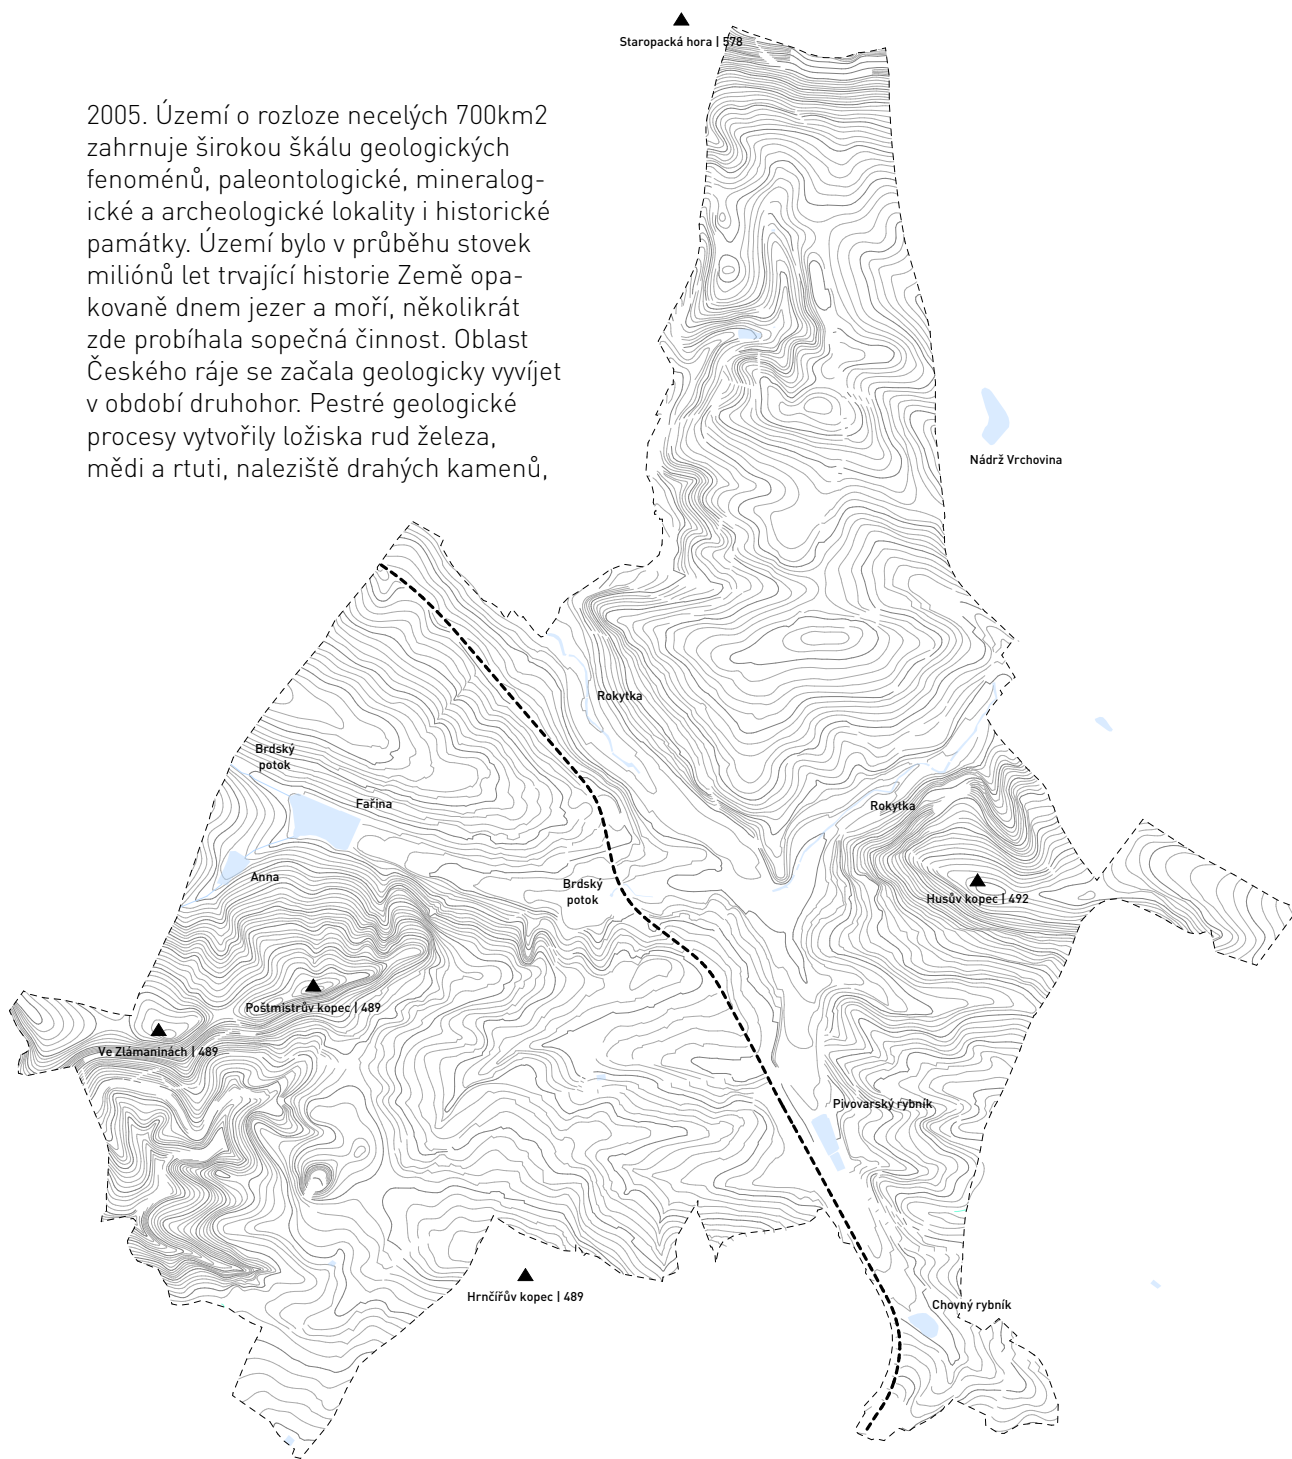 Staropacká hora | 578
2005. Území o rozloze necelých 700km2
zahrnuje širokou škálu geologických
fenoménů, paleontologické, mineralog-
ické a archeologické lokality i historické
památky. Území bylo v průběhu stovek
miliónů let trvající historie Země opa-
kovaně dnem jezer a moří, několikrát
zde probíhala sopečná činnost. Oblast
Českého ráje se začala geologicky vyvíjet
v období druhohor. Pestré geologické
procesy vytvořily ložiska rud železa,
mědi a rtuti, naleziště drahých kamenů,
Nádrž Vrchovina
Rokytka
Brdský
potok
Fařina
Rokytka
Anna
Brdský
potok
Husův kopec | 492
Poštmistrův kopec | 489
Ve Zlámaninách | 489
Pivovarský rybník
Hrnčířův kopec | 489
Chovný rybník